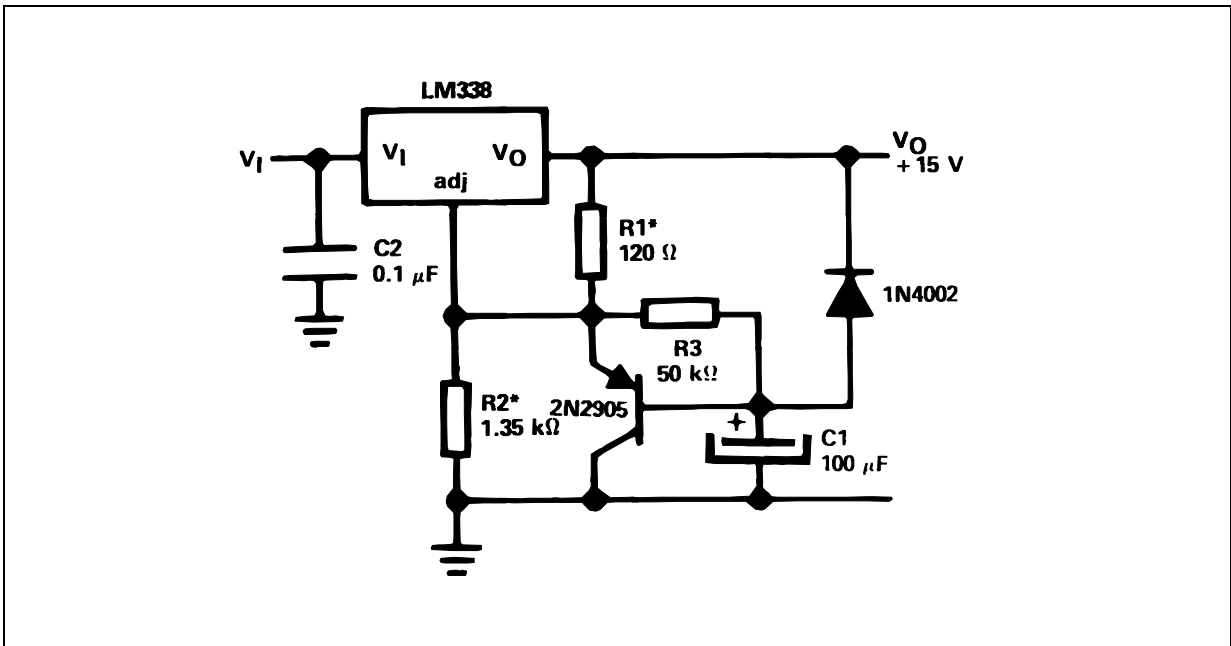 LM338
V_I
V_I
V_O
adj
V_O
+ 15 V
C2
0.1 μF
R1*
120 Ω
1N4002
R3
50 kΩ
R2*
1.35 kΩ
2N2905
+
C1
100 μF